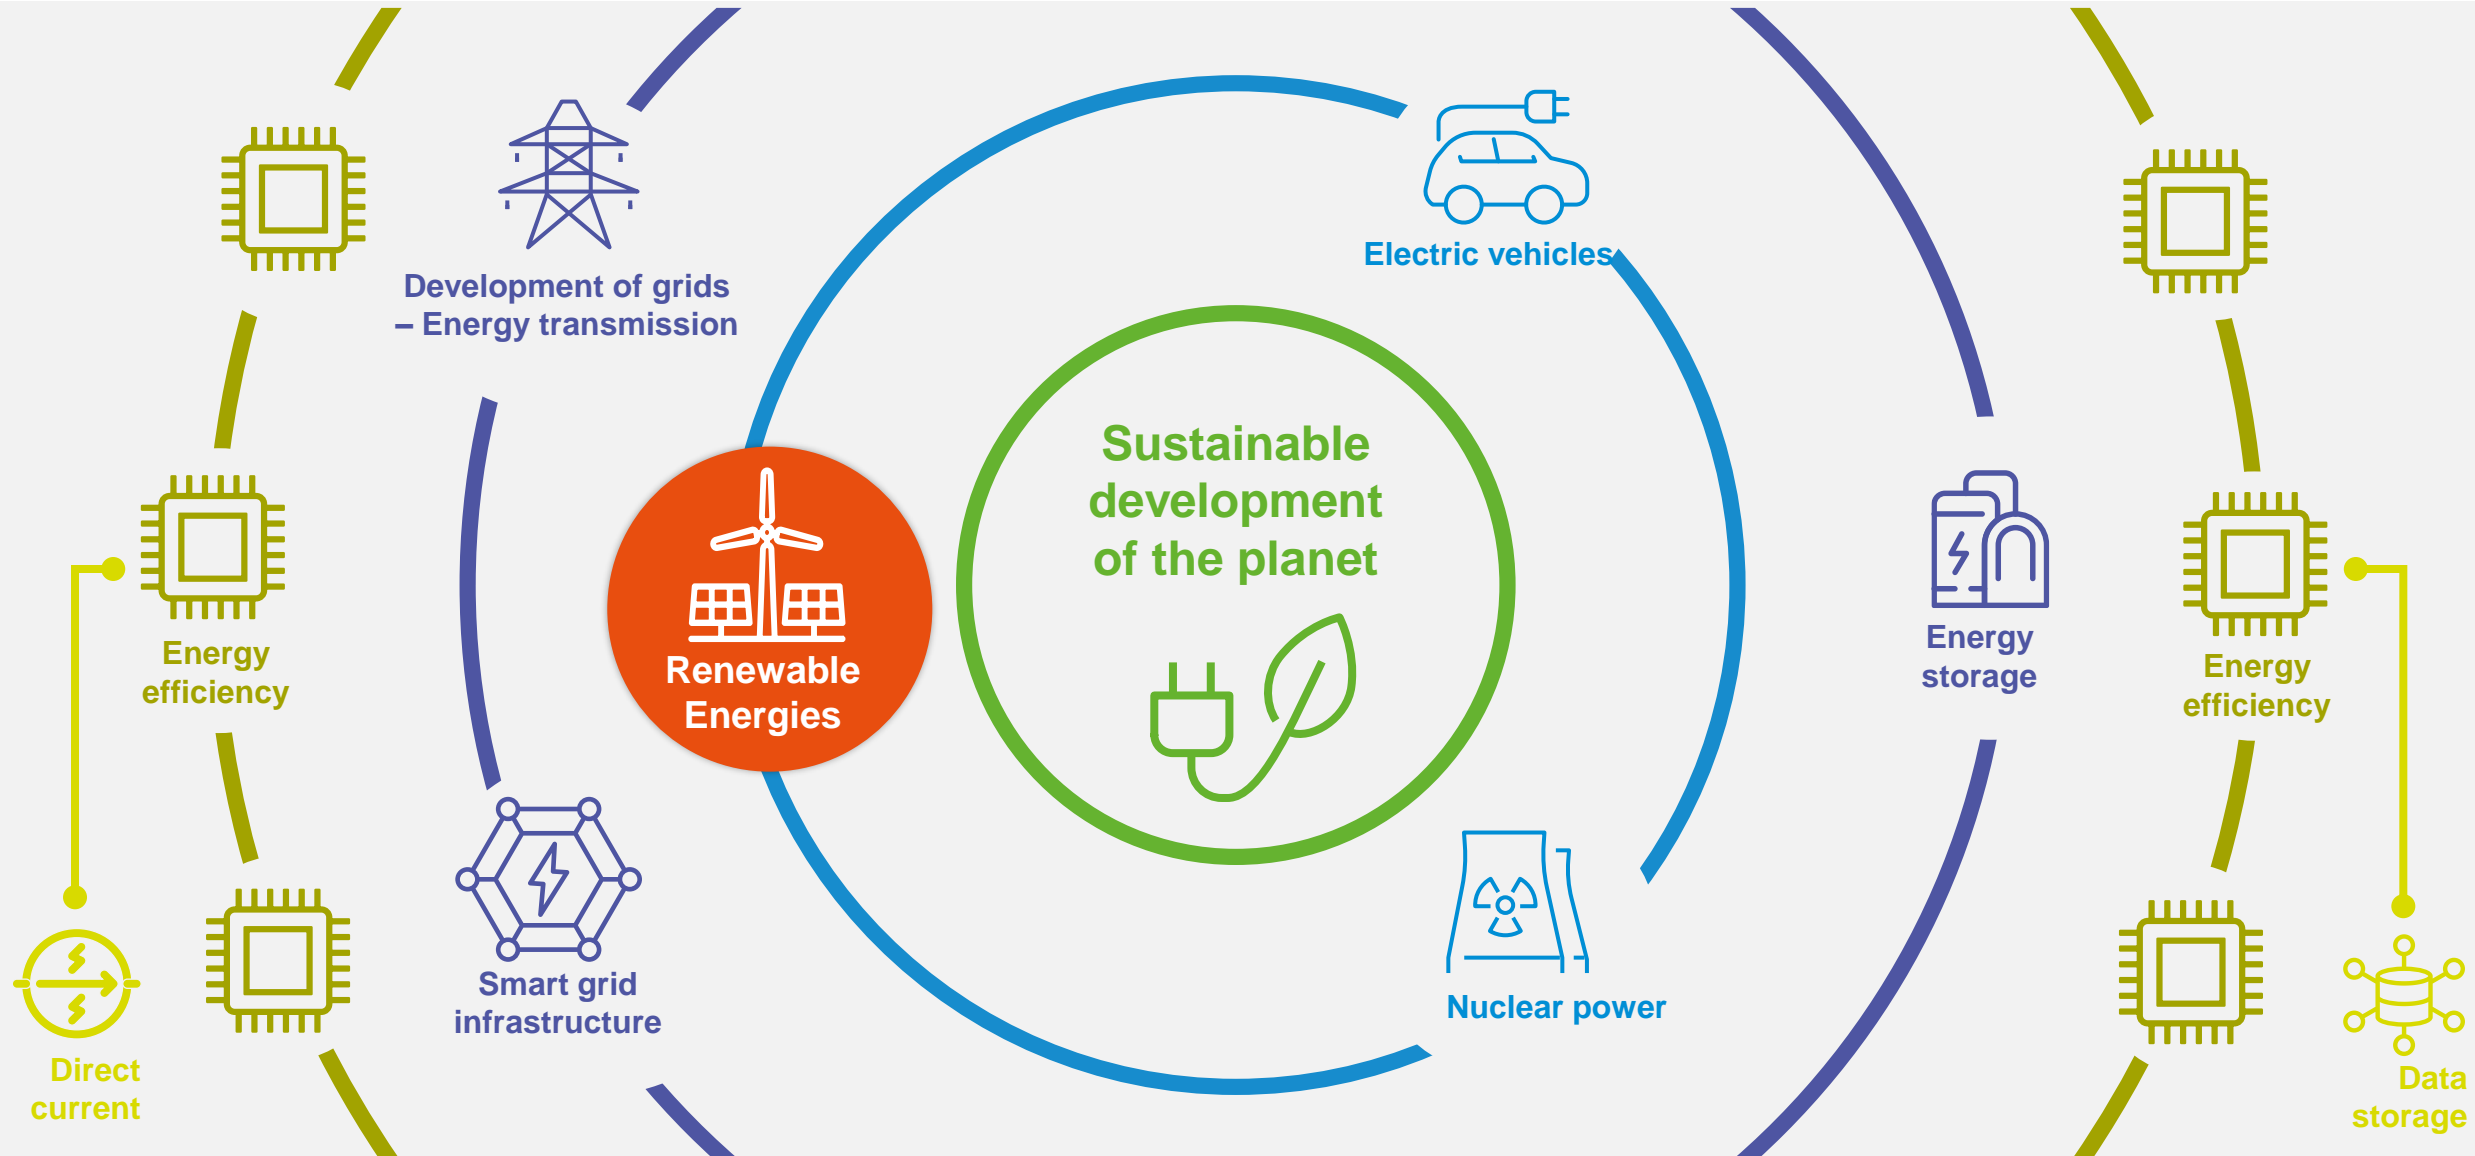 Electric vehicles
Development of grids
– Energy transmission
Sustainable
development
of the planet
Renewable
Energies
Energy
efficiency
Energy
storage
Energy
efficiency
Smart grid
infrastructure
Nuclear power
Direct
current
Data
storage